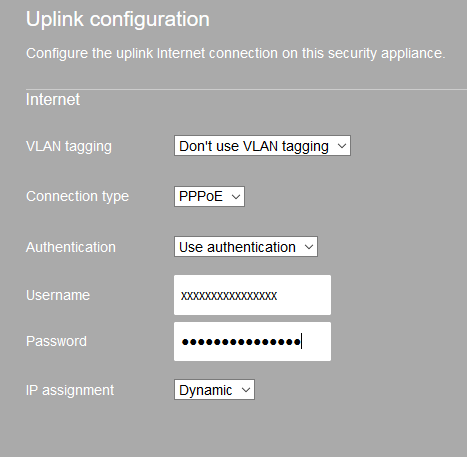 Uplink configuration
Configure the uplink Internet connection on this security appliance.
Internet
VLAN tagging Don't use VLAN tagging
Connection type PPPoE
Authentication Use authentication
Username xxxxxxxxxxxxxxxx
Password ●●●●●●●●●●●●●●●
IP assignment Dynamic